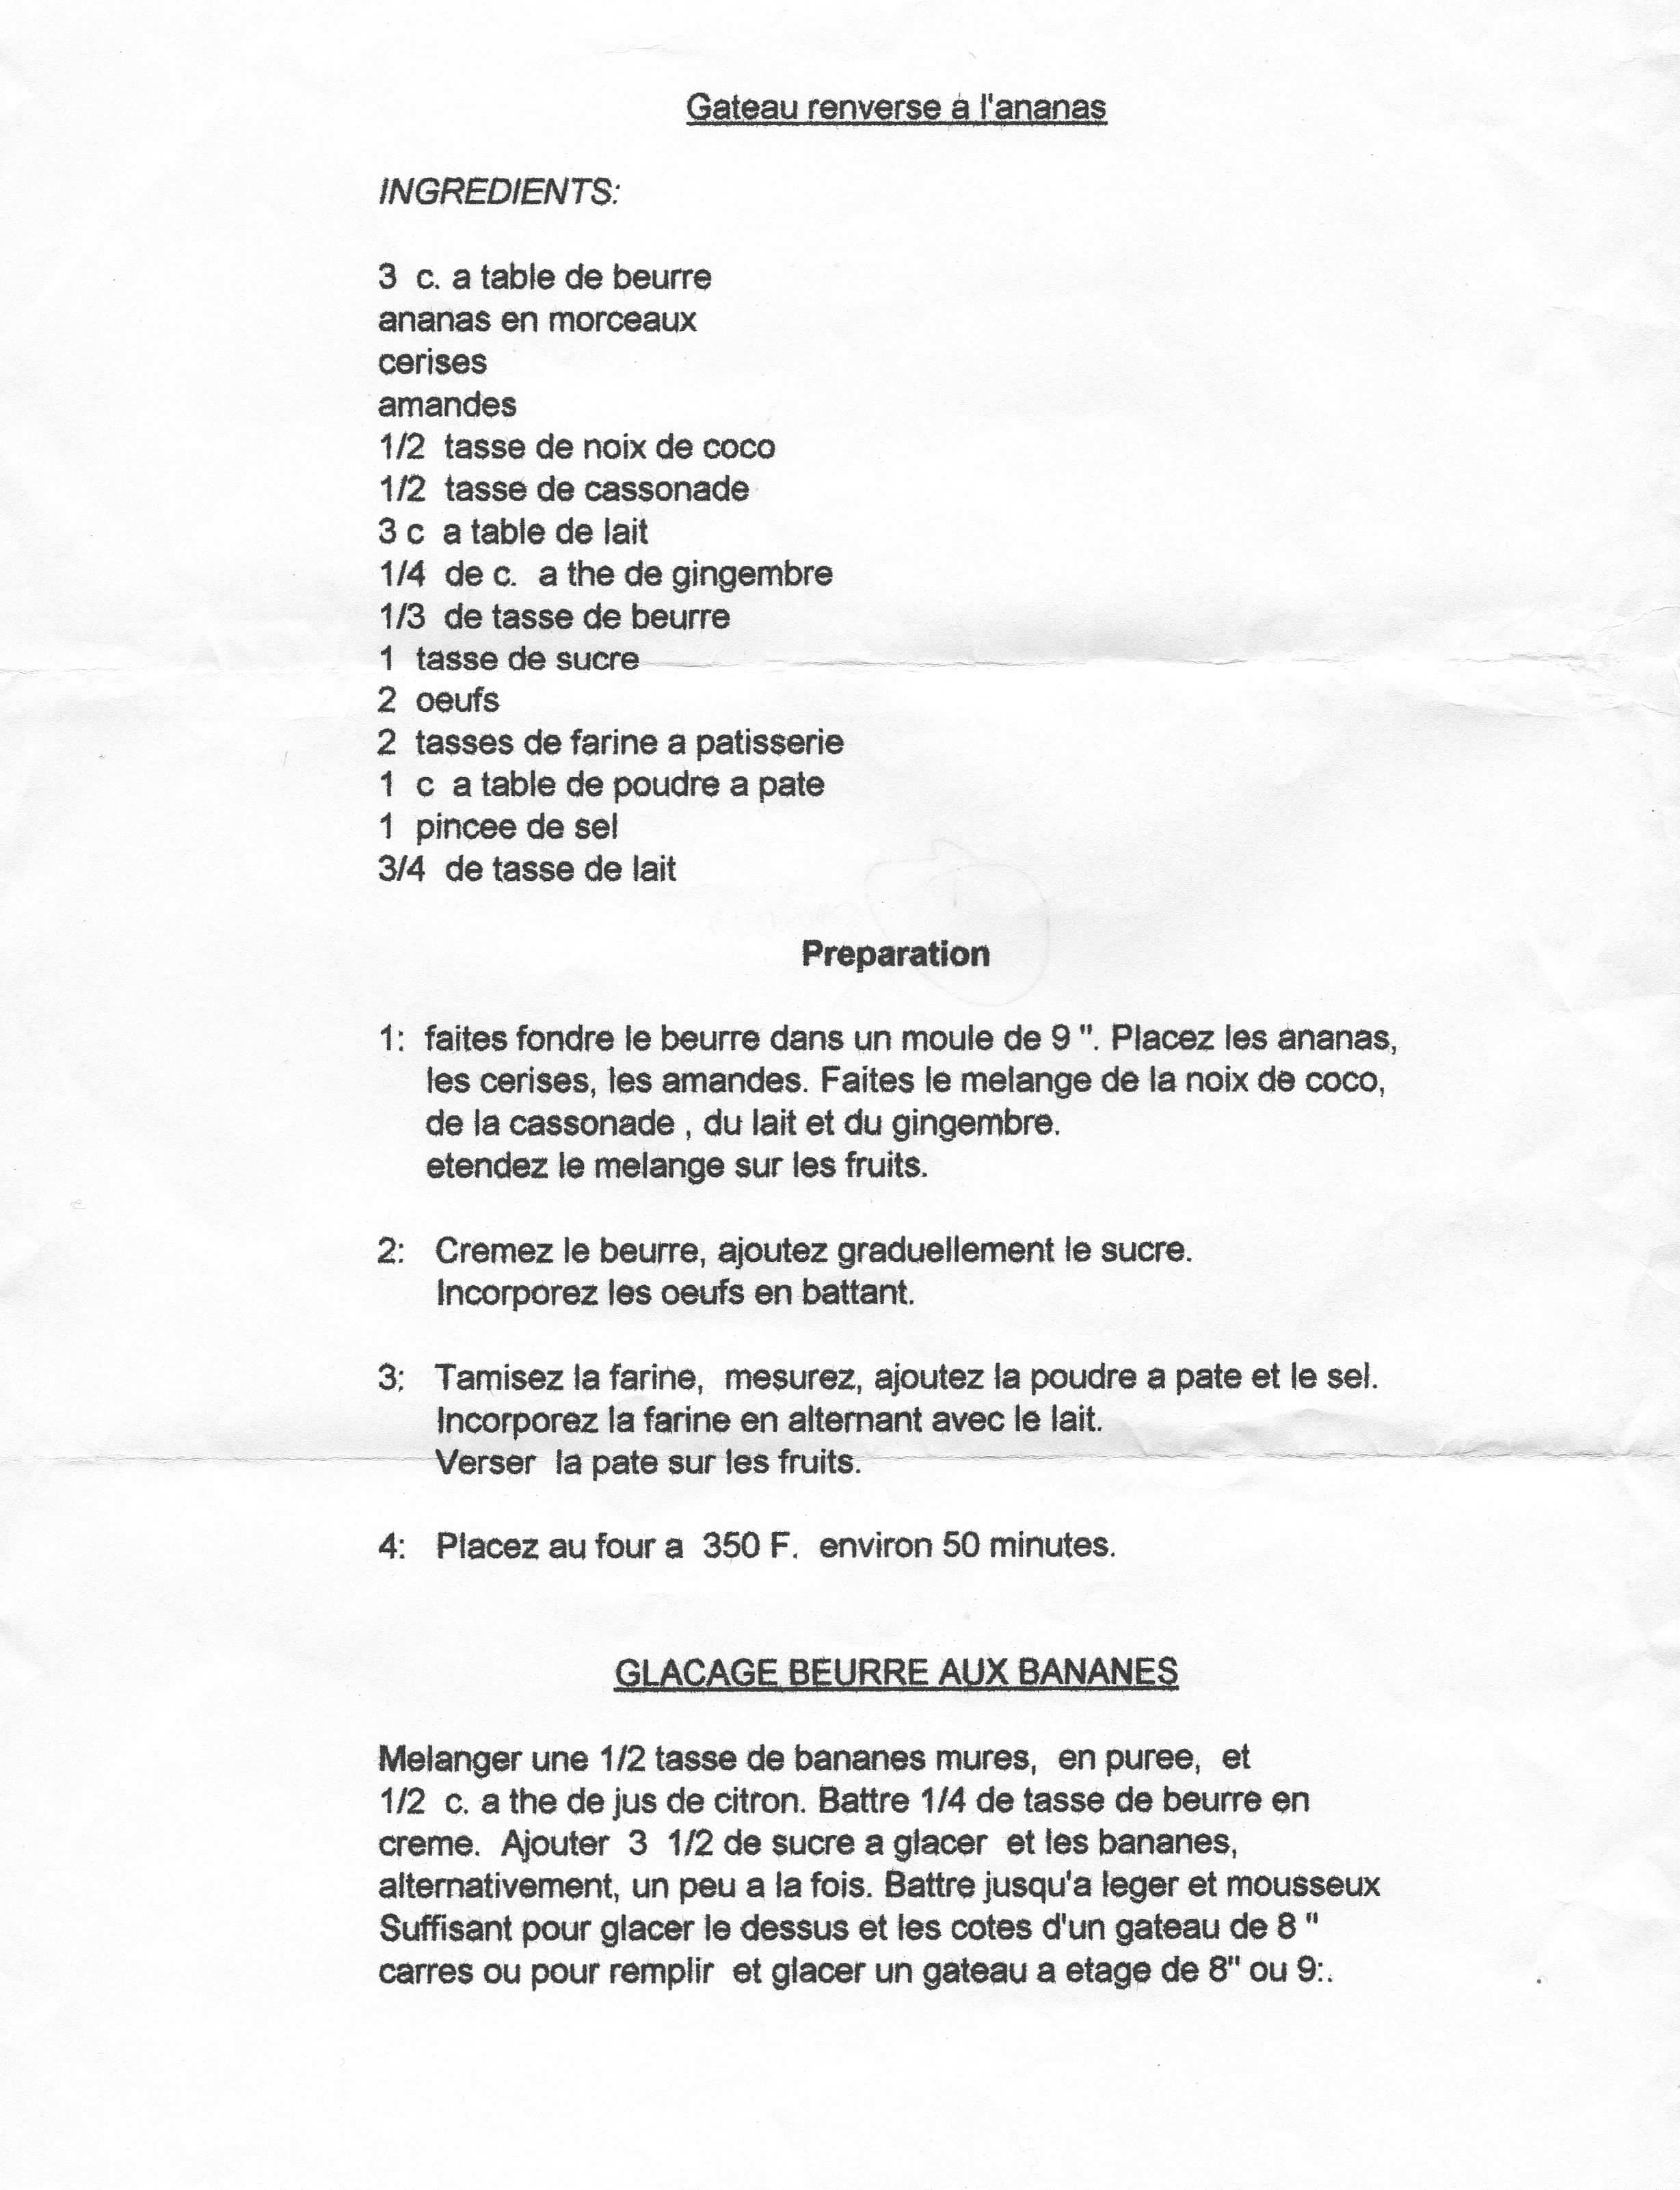 Gateau renverse à l'ananas
INGREDIENTS:
3 c. a table de beurre
ananas en morceaux
cerises
amandes
1/2 tasse de noix de coco
1/2 tasse de cassonade
3 c a table de lait
1/4 de c. a the de gingembre
1/3 de tasse de beurre
1 tasse de sucre
2 oeufs
2 tasses de farine a patisserie
1 c a table de poudre a pate
1 pincee de sel
3/4 de tasse de lait
Preparation
1: faites fondre le beurre dans un moule de 9 ". Placez les ananas,
les cerises, les amandes. Faites le melange de la noix de coco,
de la cassonade , du lait et du gingembre.
etendez le melange sur les fruits.
2: Cremez le beurre, ajoutez graduellement le sucre.
Incorporez les oeufs en battant.
3: Tamisez la farine, mesurez, ajoutez la poudre a pate et le sel.
Incorporez la farine en alternant avec le lait.
Verser la pate sur les fruits.
4: Placez au four a 350 F. environ 50 minutes.
GLACAGE BEURRE AUX BANANES
Melanger une 1/2 tasse de bananes mures, en puree, et
1/2 c. a the de jus de citron. Battre 1/4 de tasse de beurre en
creme. Ajouter 3 1/2 de sucre a glacer et les bananes,
alternativement, un peu a la fois. Battre jusqu'a leger et mousseux
Suffisant pour glacer le dessus et les cotes d'un gateau de 8 "
carres ou pour remplir et glacer un gateau a etage de 8" ou 9:.